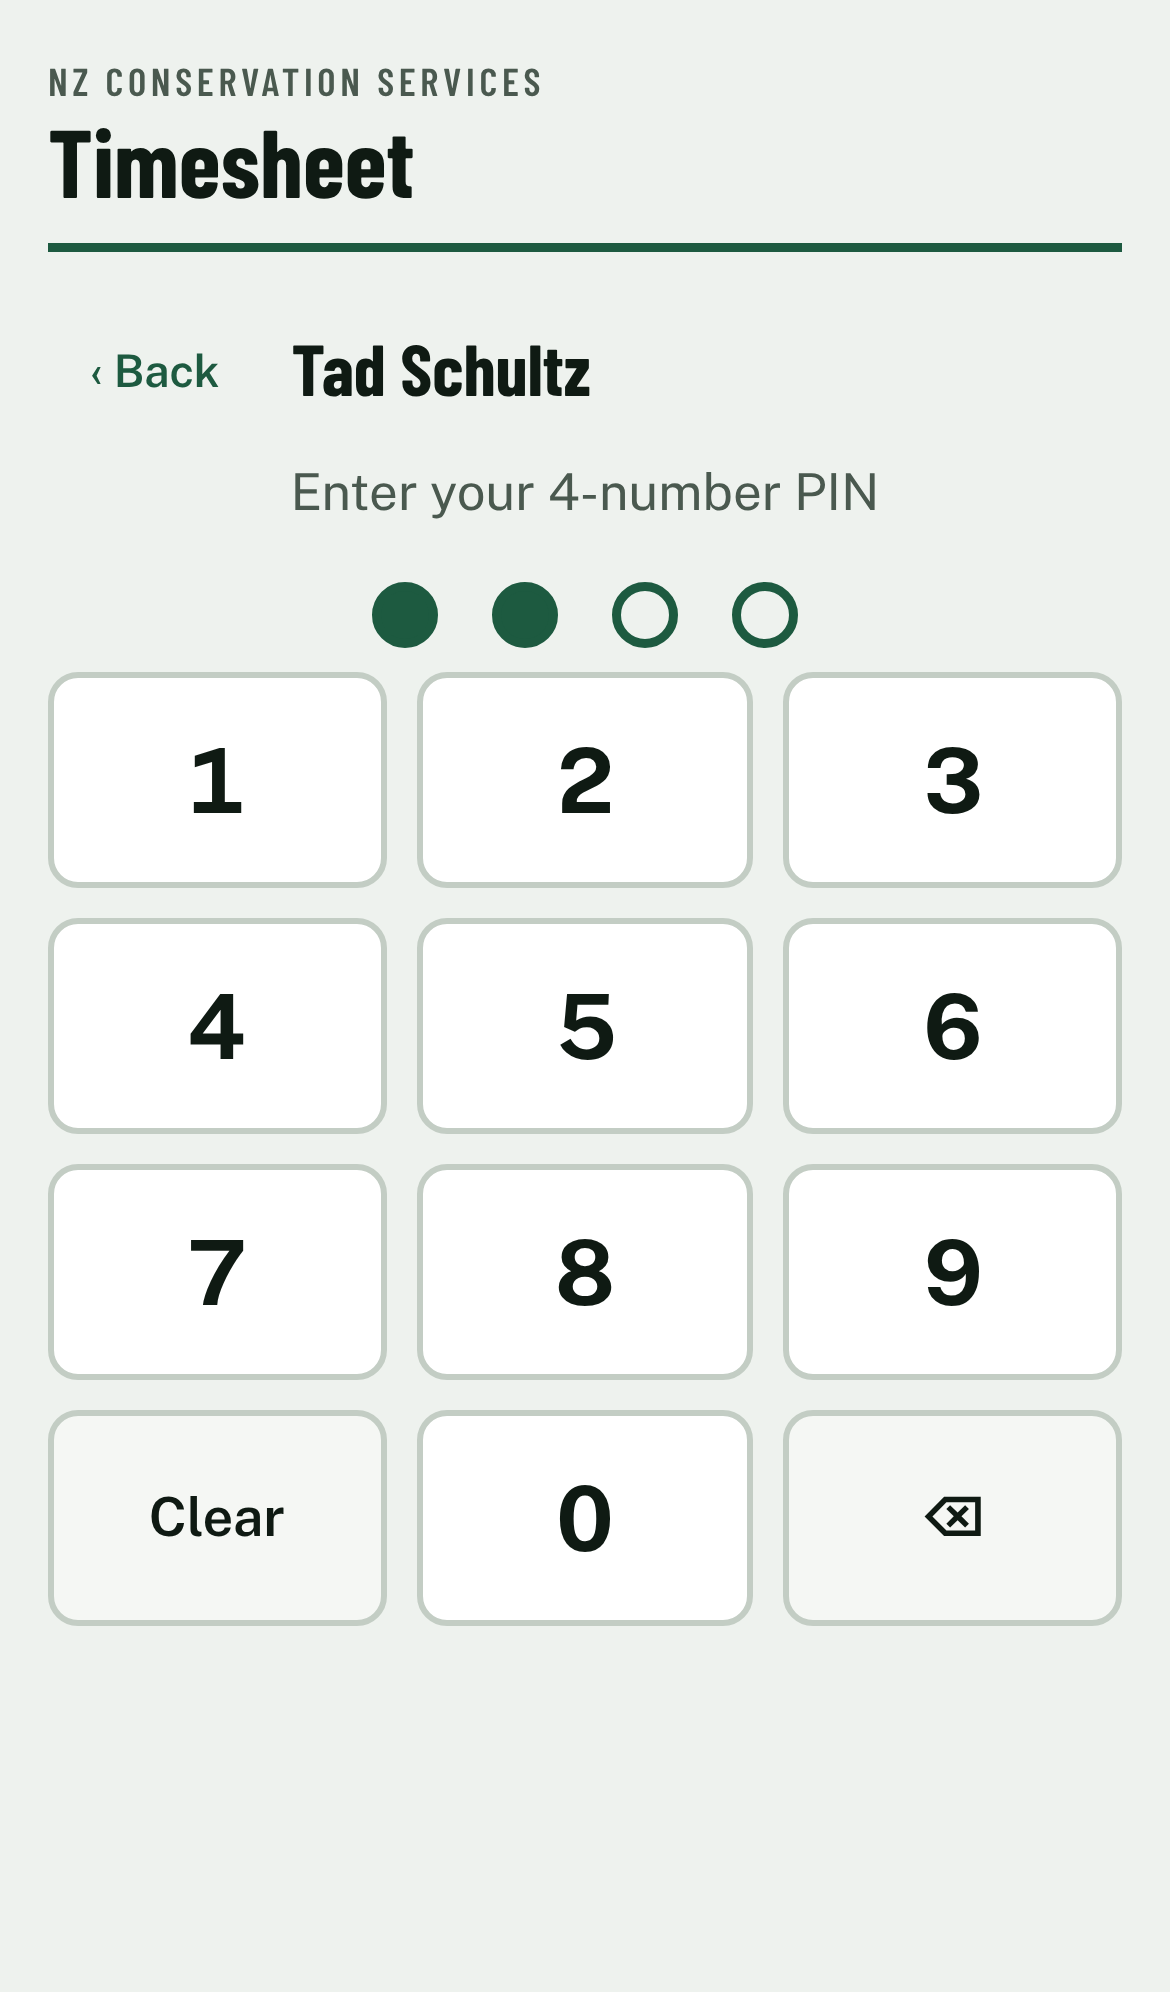 NZ CONSERVATION SERVICES
Timesheet
‹ Back Tad Schultz
Enter your 4-number PIN
1 2 3
4 5 6
7 8 9
Clear 0